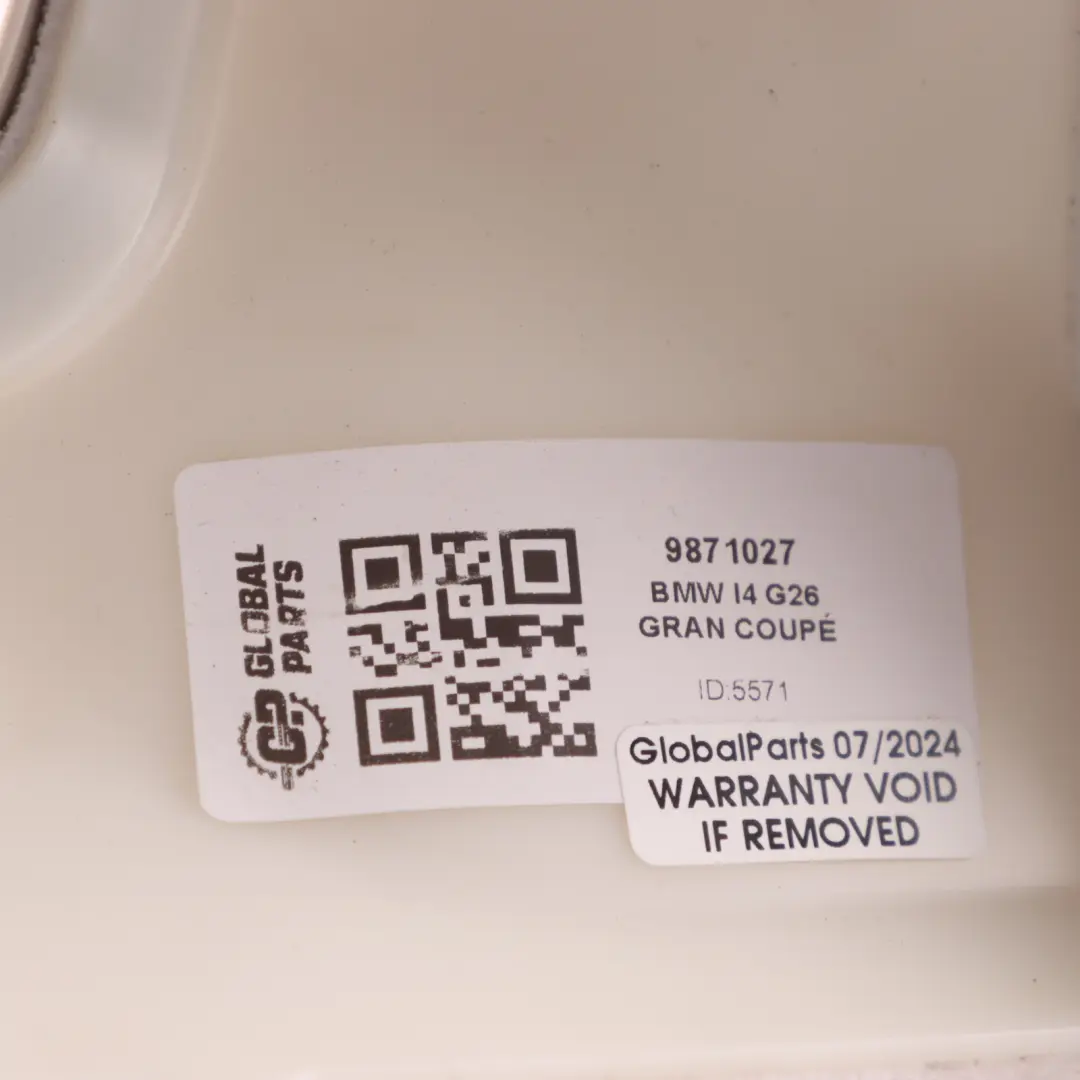 GLOBAL
PARTS
9871027
BMW I4 G26
GRAN COUPÉ
ID:5571
GlobalParts 07/2024
WARRANTY VOID
IF REMOVED